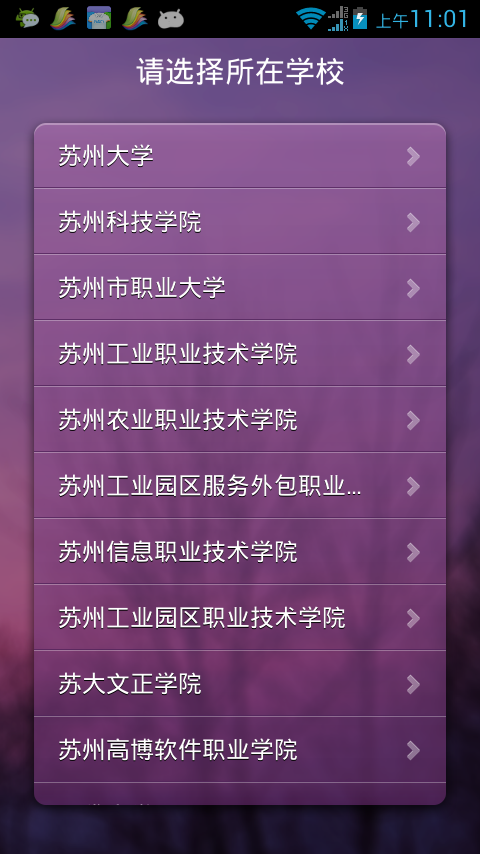 上午11:01
请选择所在学校
苏州大学
苏州科技学院
苏州市职业大学
苏州工业职业技术学院
苏州农业职业技术学院
苏州工业园区服务外包职业...
苏州信息职业技术学院
苏州工业园区职业技术学院
苏大文正学院
苏州高博软件职业学院